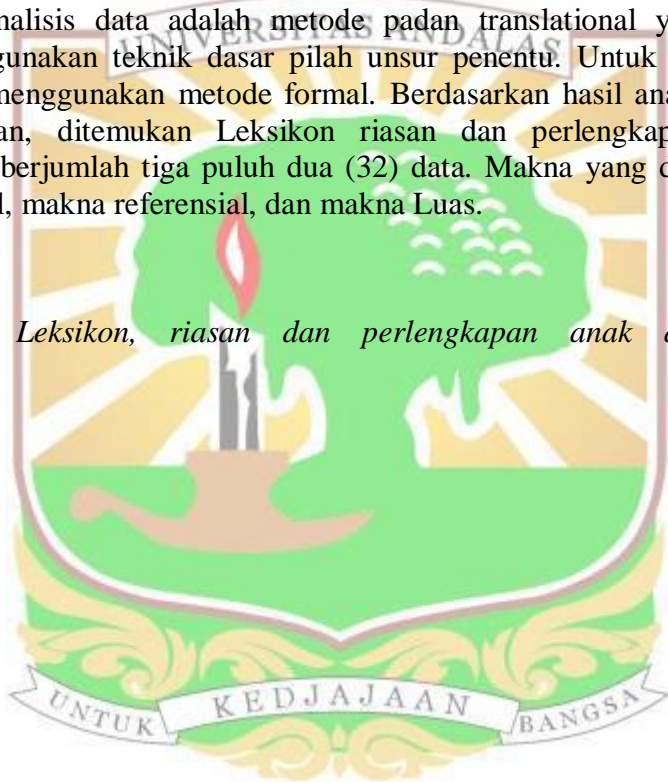 nalisis data adalah metode padan translational y
UNIVERSITAS ANDALAS
gunakan teknik dasar pilah unsur penentu. Untuk
menggunakan metode formal. Berdasarkan hasil ana
an, ditemukan Leksikon riasan dan perlengkap
berjumlah tiga puluh dua (32) data. Makna yang d
l, makna referensial, dan makna Luas.
Leksikon, riasan dan perlengkapan anak
UNTUK KEDJAJAAN BANGSA